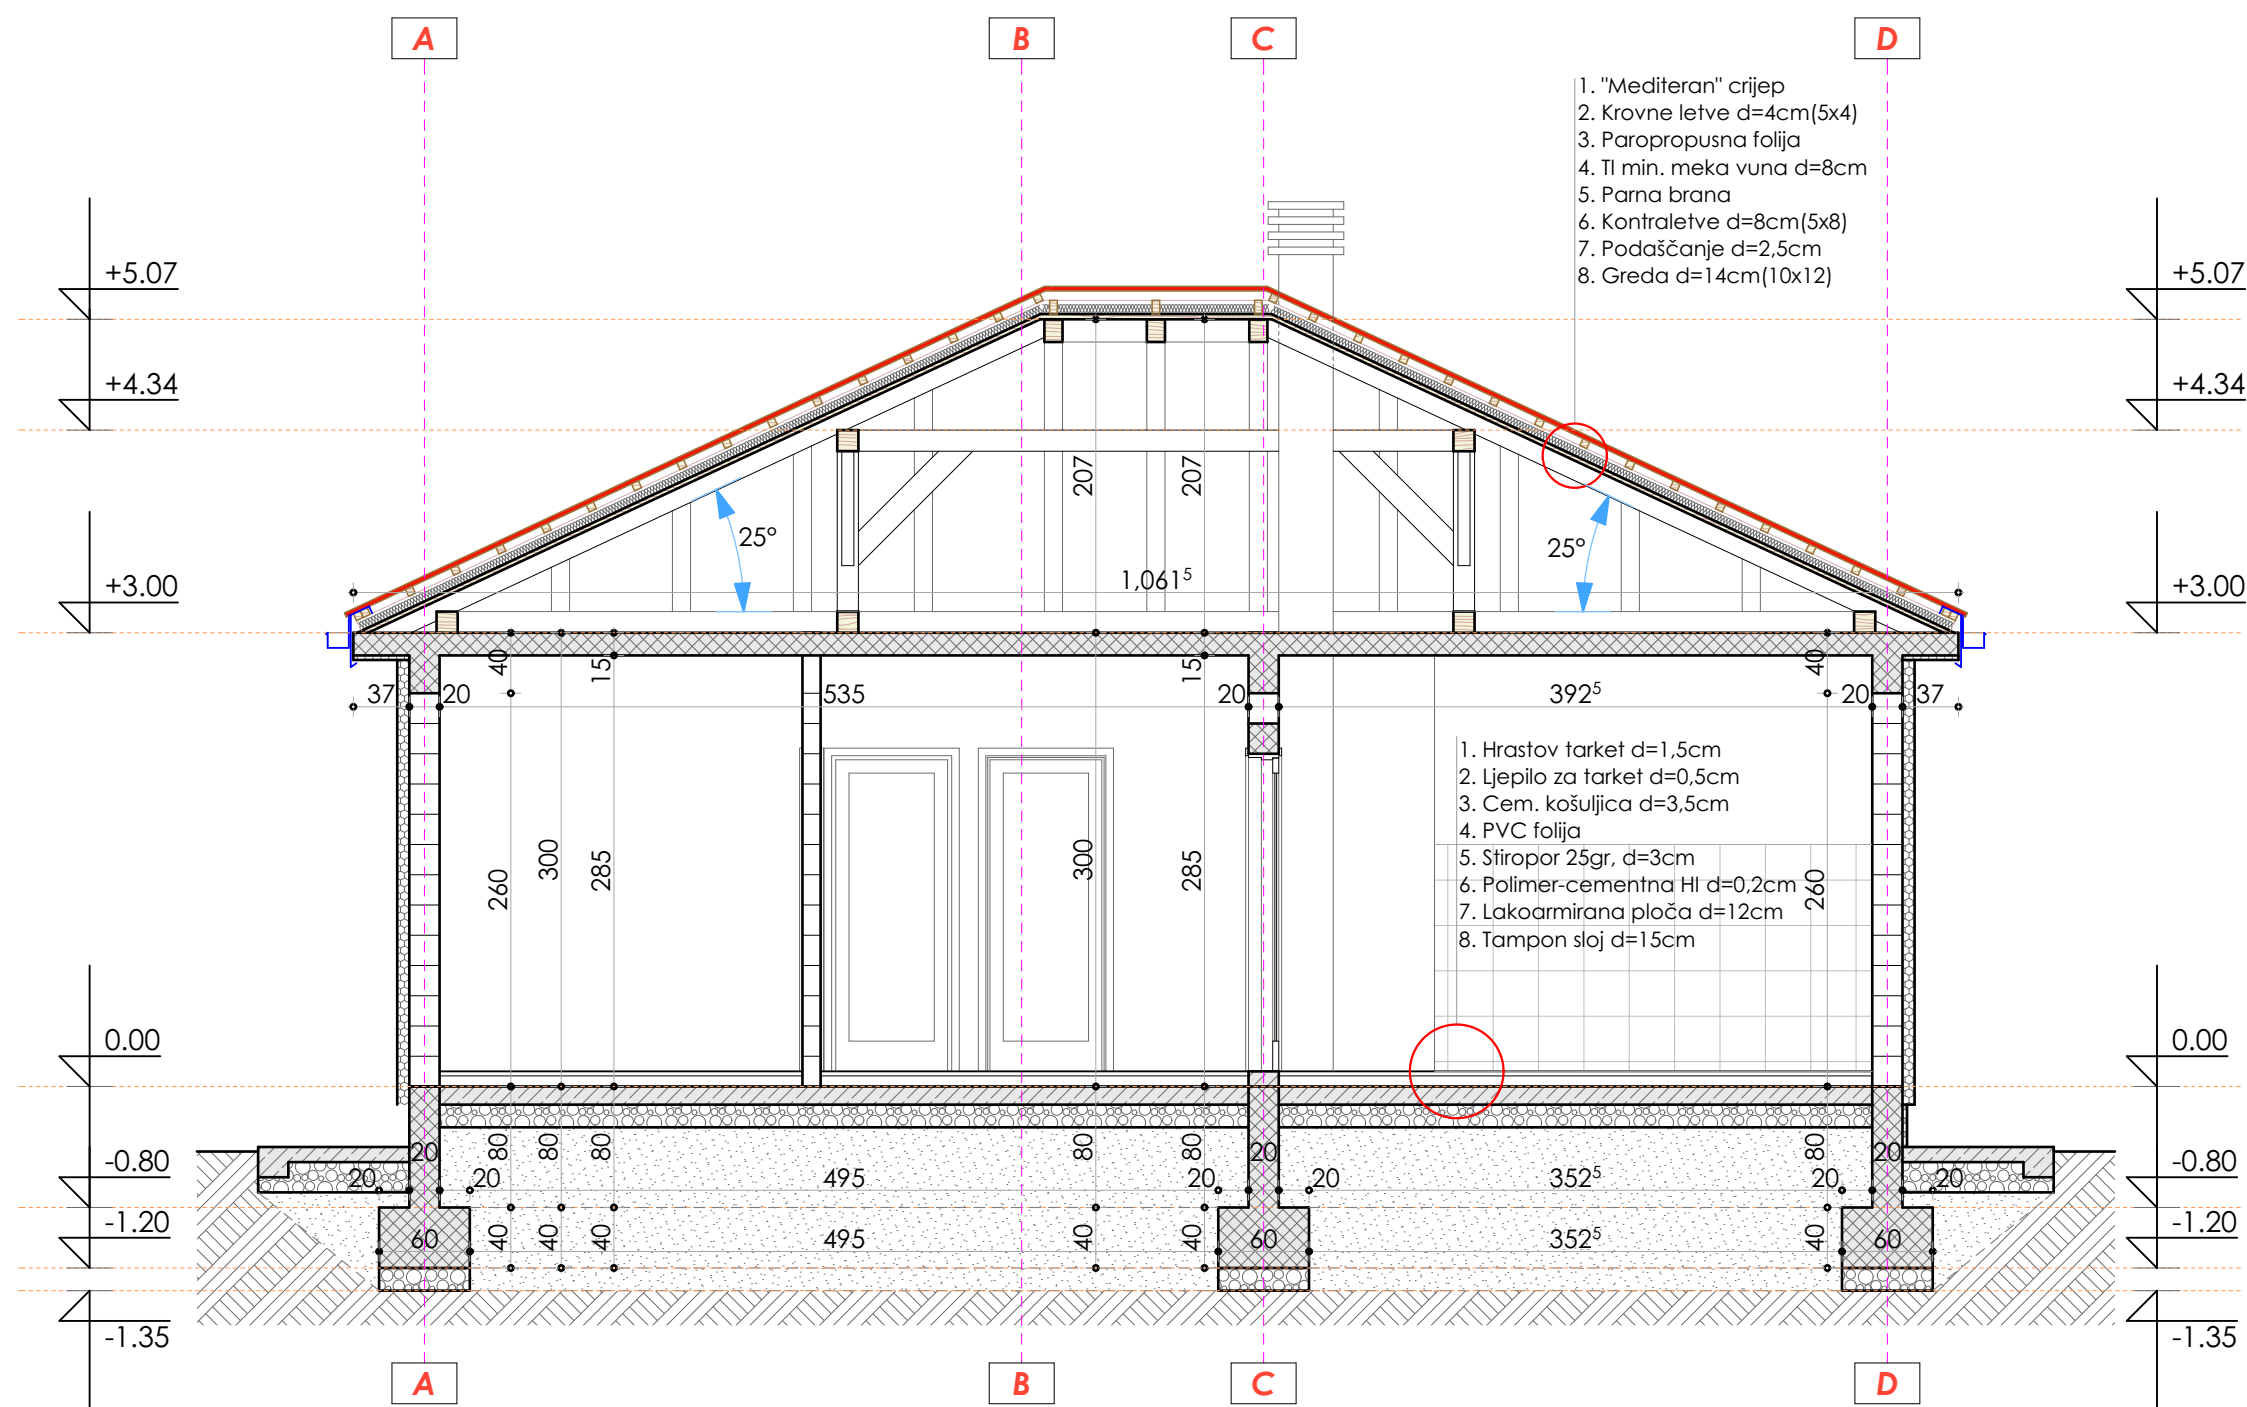 A B C D
1. "Mediteran" crijep
2. Krovne letve d=4cm(5x4)
3. Paropropusna folija
4. TI min. meka vuna d=8cm
5. Parna brana
6. Kontraletve d=8cm(5x8)
7. Podaščanje d=2,5cm
8. Greda d=14cm(10x12)
+5.07 +5.07
+4.34 +4.34
207 207
25° 25°
1,061⁵
+3.00 +3.00
40 15 15 40
37 20 535 20 392⁵ 20 37
1. Hrastov tarket d=1,5cm
2. Ljepilo za tarket d=0,5cm
3. Cem. košuljica d=3,5cm
4. PVC folija
5. Stiropor 25gr, d=3cm
6. Polimer-cementna HI d=0,2cm
7. Lakoarmirana ploča d=12cm
8. Tampon sloj d=15cm
260 300 285 300 285 260
0.00 0.00
20 80 80 80 80 80 20 80 20
-0.80 -0.80
20 20 495 20 20 352⁵ 20 20
-1.20 -1.20
60 40 40 40 495 40 40 60 352⁵ 40 60
-1.35 -1.35
A B C D